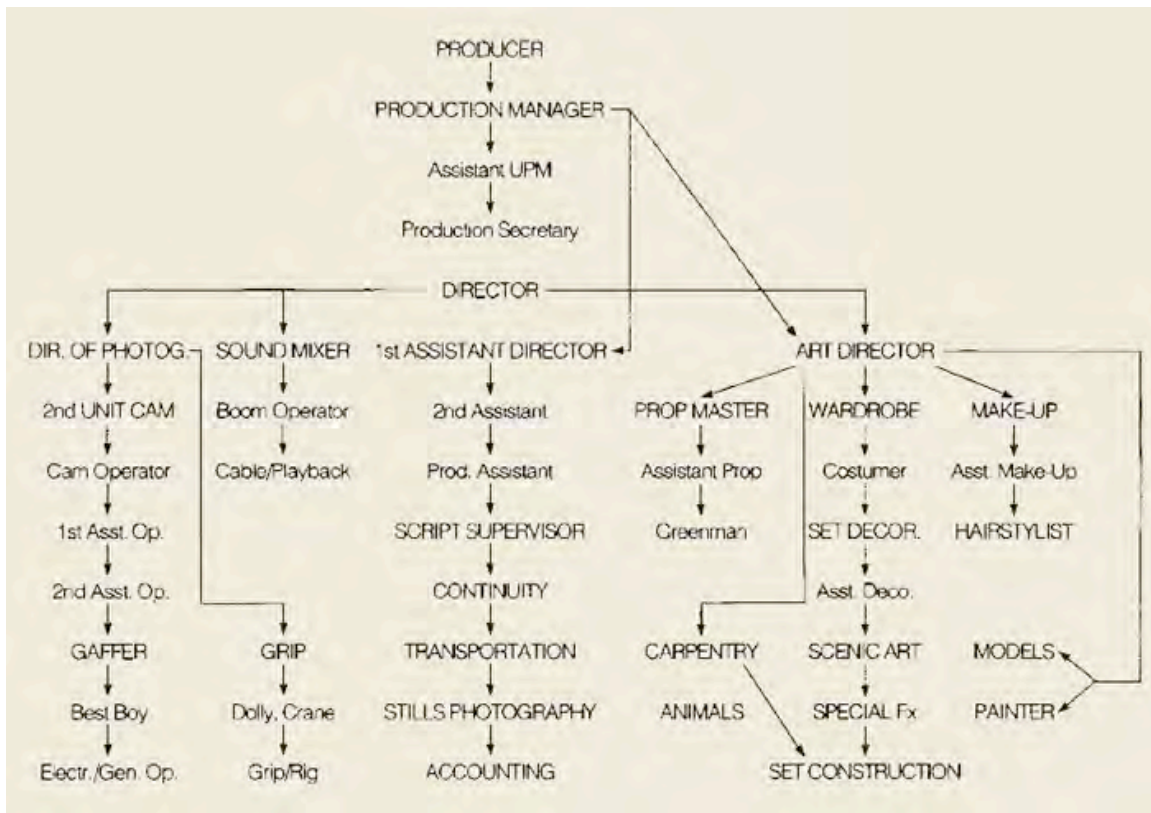 PRODUCER
PRODUCTION MANAGER
Assistant UPM
Production Secretary
DIRECTOR
DIR. OF PHOTOG. SOUND MIXER 1st ASSISTANT DIRECTOR ART DIRECTOR
2nd UNIT CAM Boom Operator 2nd Assistant PROP MASTER WARDROBE MAKE-UP
Cam Operator Cable/Playback Prod. Assistant Assistant Prop Costumer Asst. Make-Up
1st Asst. Op. SCRIPT SUPERVISOR Greenman SET DECOR. HAIRSTYLIST
2nd Asst. Op. CONTINUITY Asst. Deco.
GAFFER GRIP TRANSPORTATION CARPENTRY SCENIC ART MODELS
Best Boy Dolly, Crane STILLS PHOTOGRAPHY ANIMALS SPECIAL Fx PAINTER
Electr./Gen. Op. Grip/Rig ACCOUNTING SET CONSTRUCTION